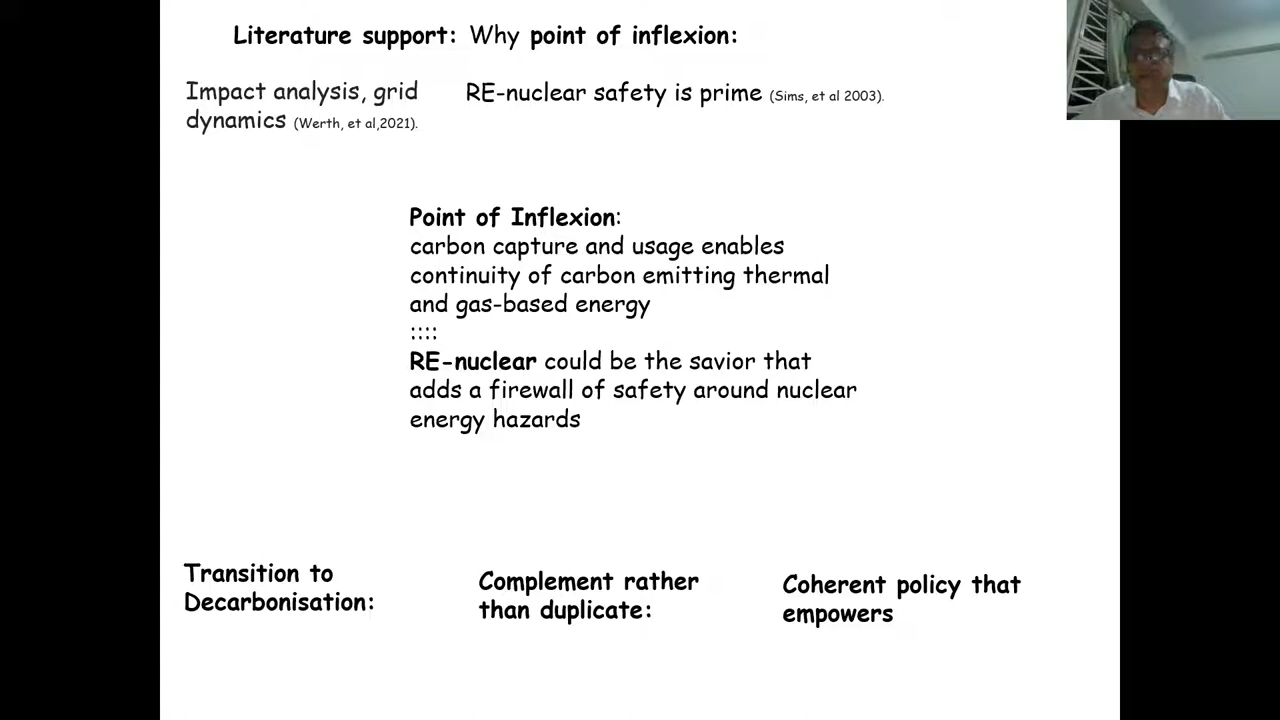 Literature support: Why point of inflexion:
Impact analysis, grid
dynamics (Werth, et al,2021).
RE-nuclear safety is prime (Sims, et al 2003).
Point of Inflexion:
carbon capture and usage enables
continuity of carbon emitting thermal
and gas-based energy
::::
RE-nuclear could be the savior that
adds a firewall of safety around nuclear
energy hazards
Transition to
Decarbonisation:
Complement rather
than duplicate:
Coherent policy that
empowers